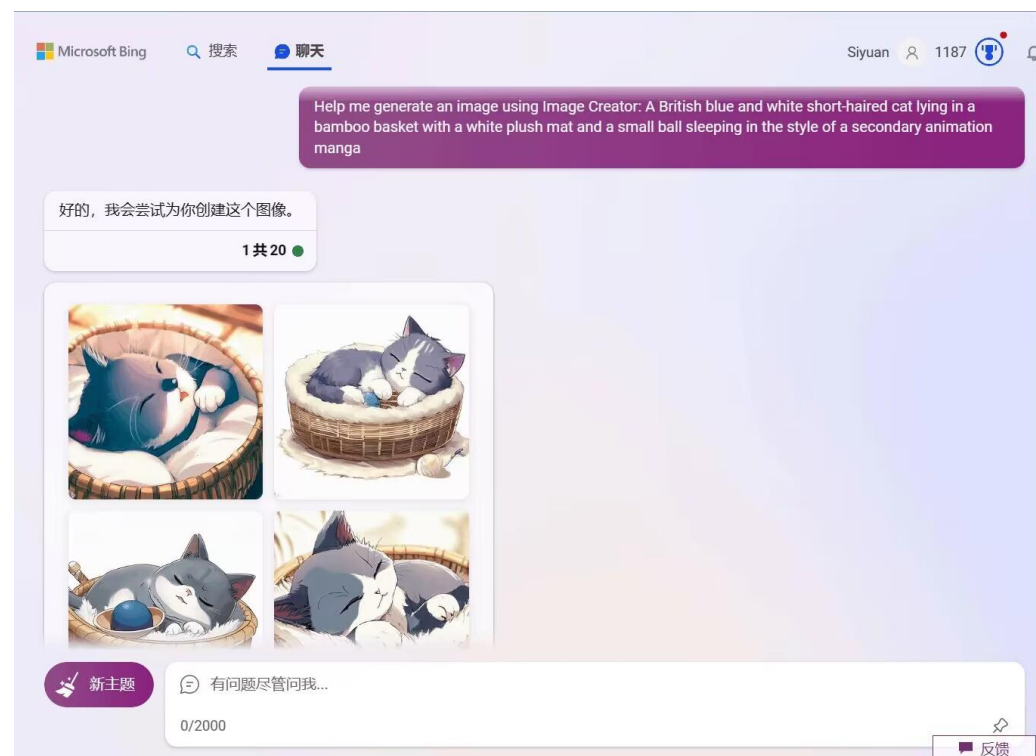 Microsoft Bing
搜索
聊天
Siyuan
1187
Help me generate an image using Image Creator: A British blue and white short-haired cat lying in a
bamboo basket with a white plush mat and a small ball sleeping in the style of a secondary animation
manga
好的，我会尝试为你创建这个图像。
1 共 20
新主题
有问题尽管问我...
0/2000
反馈